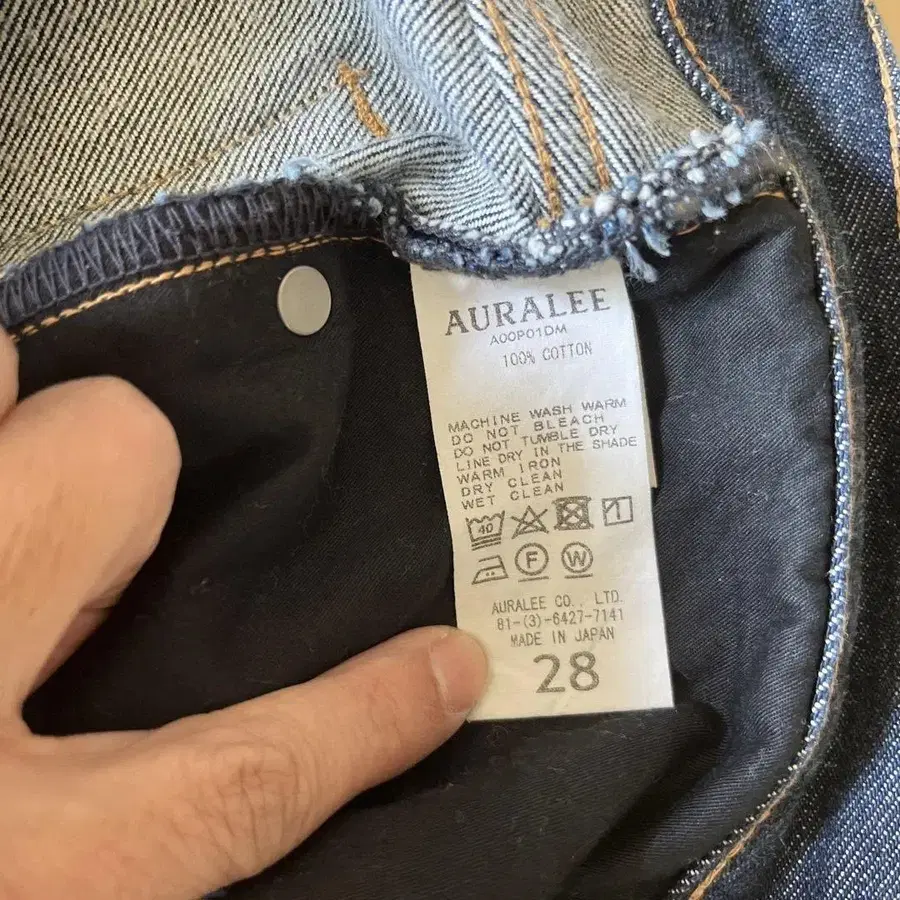 AURALEE
A00P01DM
100% COTTON
MACHINE WASH WARM
DO NOT BLEACH
DO NOT TUMBLE DRY
LINE DRY IN THE SHADE
WARM IRON
DRY CLEAN
WET CLEAN
40
F W
AURALEE CO., LTD.
81-(3)-6427-7141
MADE IN JAPAN
28